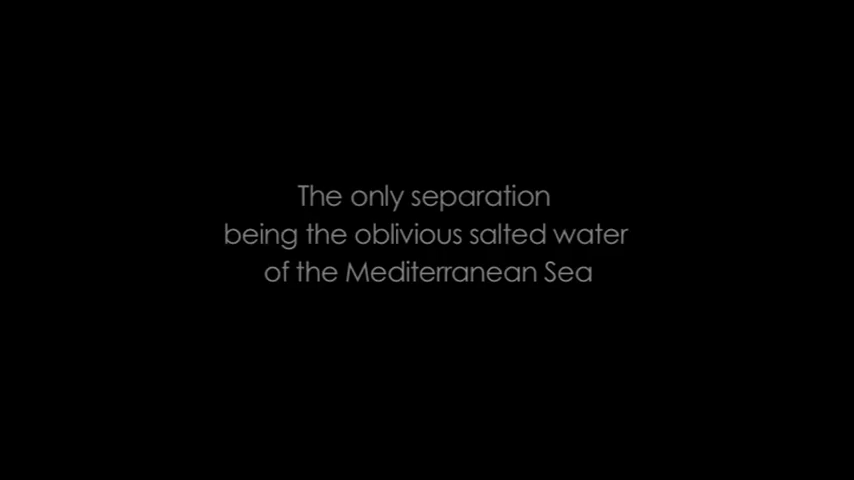 The only separation
being the oblivious salted water
of the Mediterranean Sea